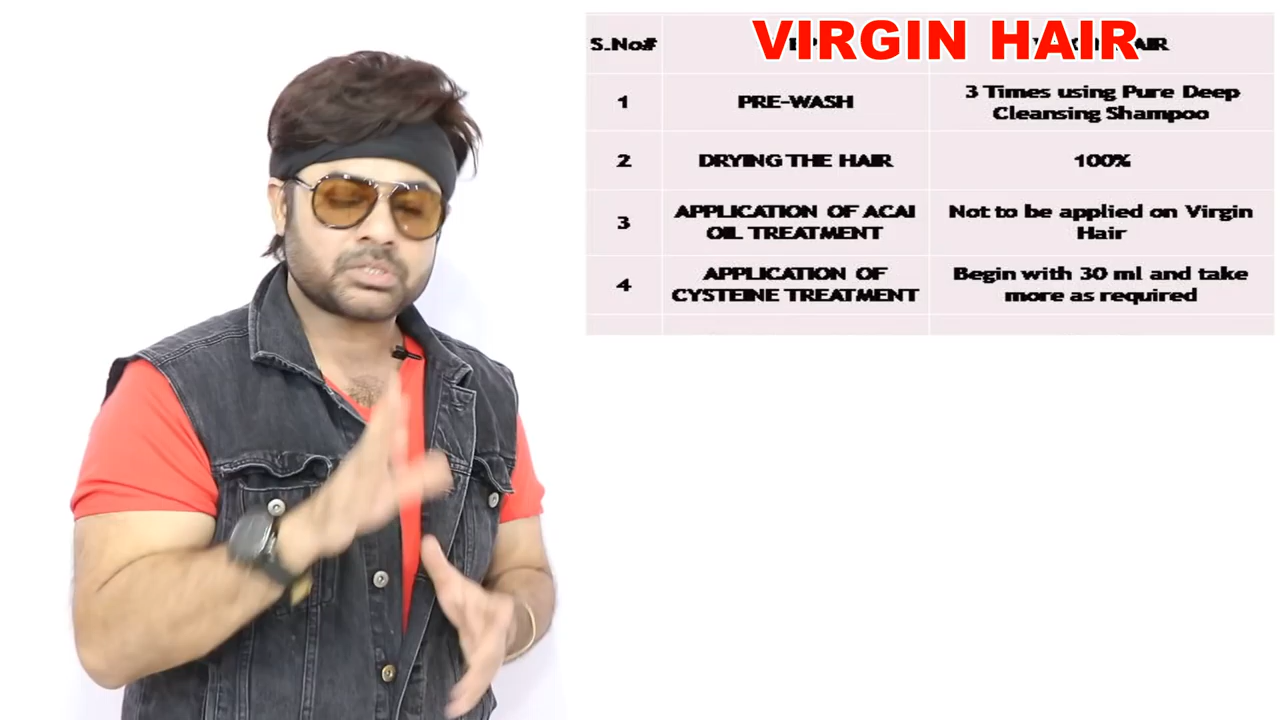 VIRGIN HAIR
S.No#
1
PRE-WASH
3 Times using Pure Deep
Cleansing Shampoo
2
DRYING THE HAIR
100%
3
APPLICATION OF ACAI
OIL TREATMENT
Not to be applied on Virgin
Hair
4
APPLICATION OF
CYSTEINE TREATMENT
Begin with 30 ml and take
more as required